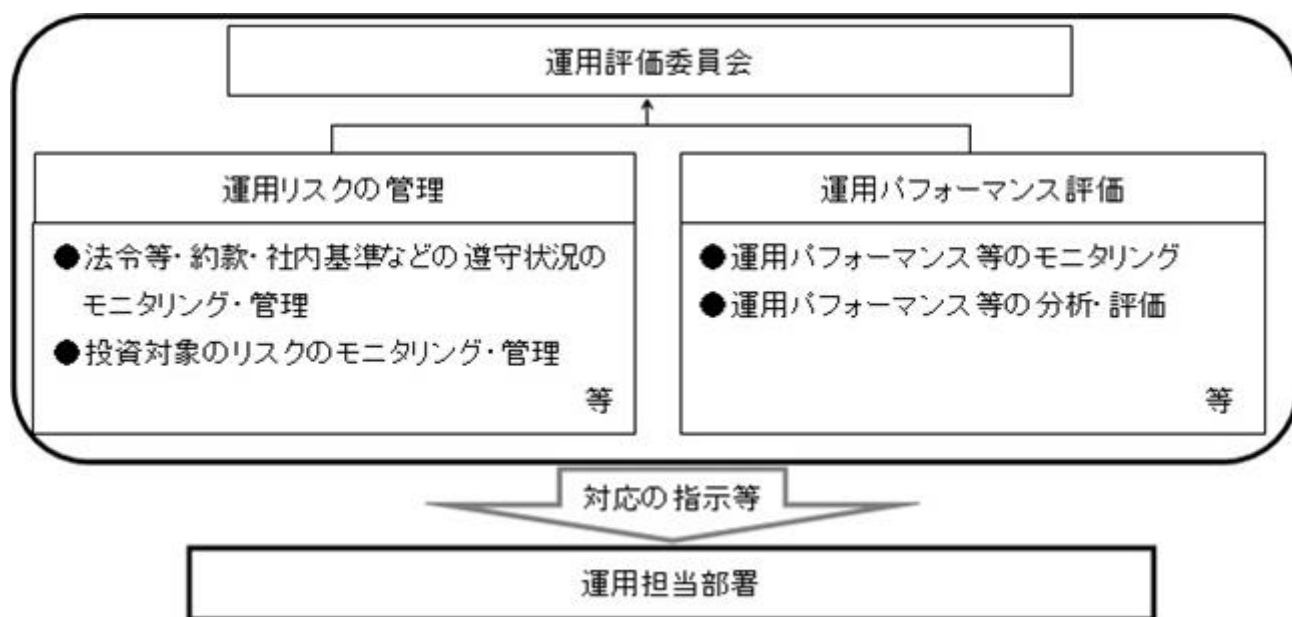 運用評価委員会
運用リスクの管理
●法令等・約款・社内基準などの遵守状況の
モニタリング・管理
●投資対象のリスクのモニタリング・管理
等
運用パフォーマンス評価
●運用パフォーマンス等のモニタリング
●運用パフォーマンス等の分析・評価
等
対応の指示等
運用担当部署